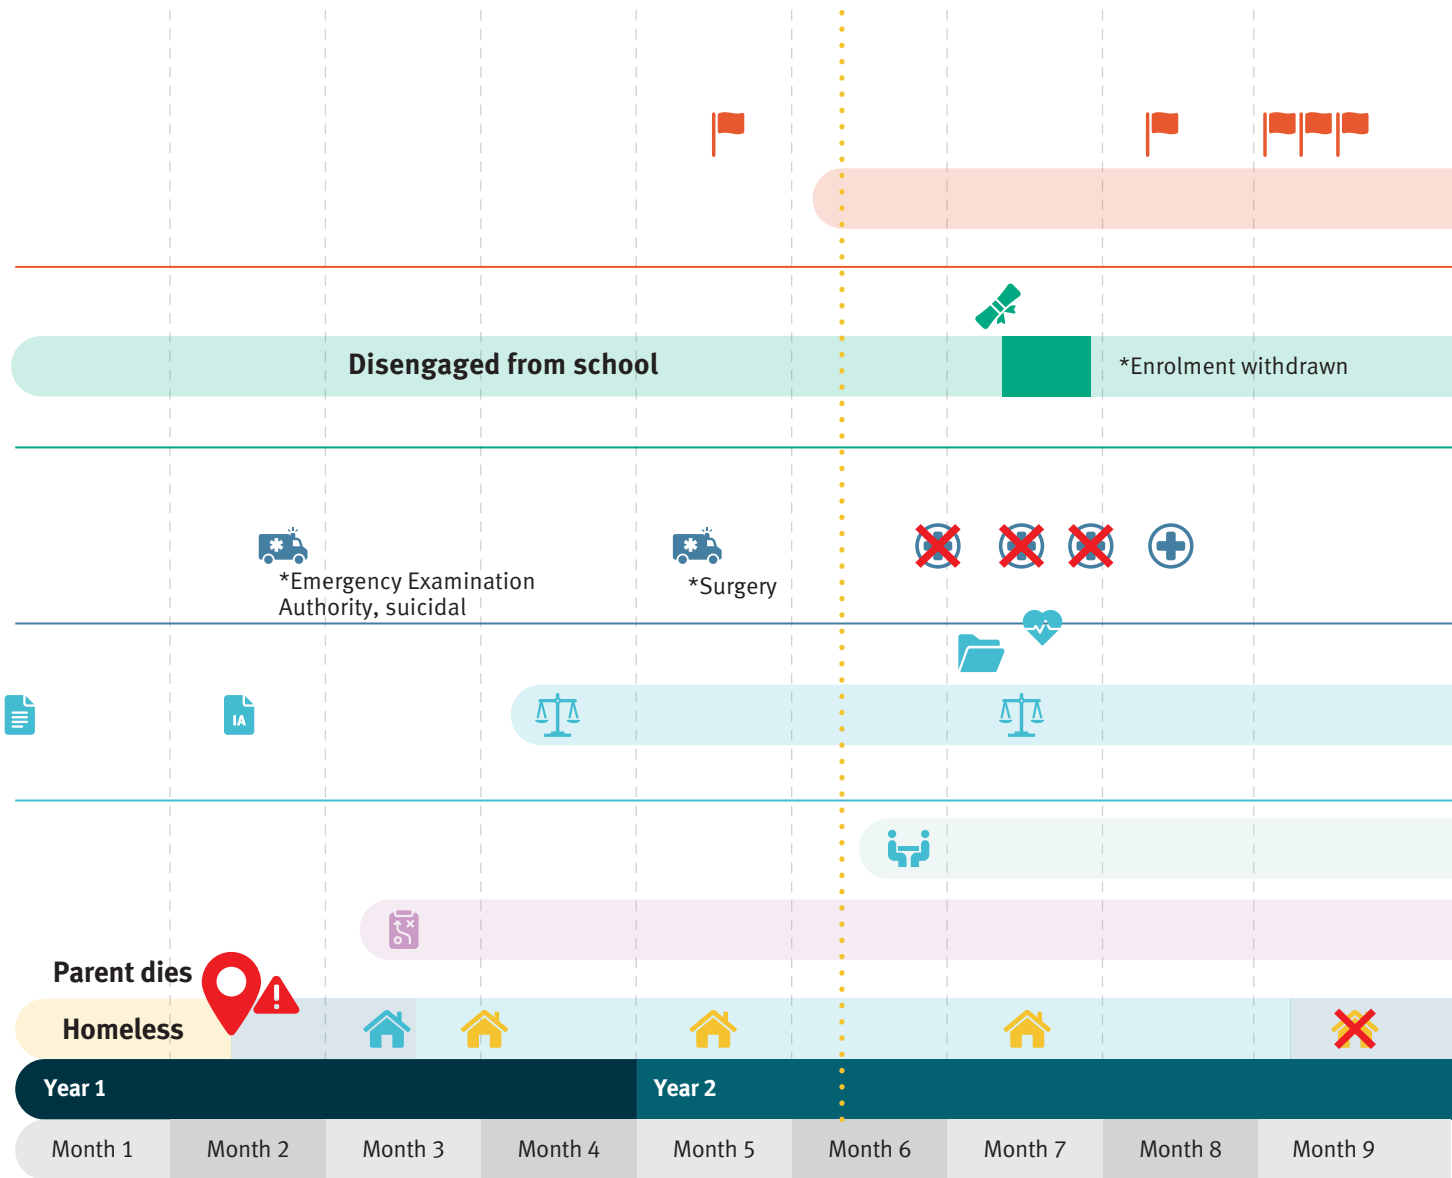 Disengaged from school
*Enrolment withdrawn
*Emergency Examination
Authority, suicidal
*Surgery
IA
Parent dies
Homeless
Year 1
Year 2
Month 1
Month 2
Month 3
Month 4
Month 5
Month 6
Month 7
Month 8
Month 9